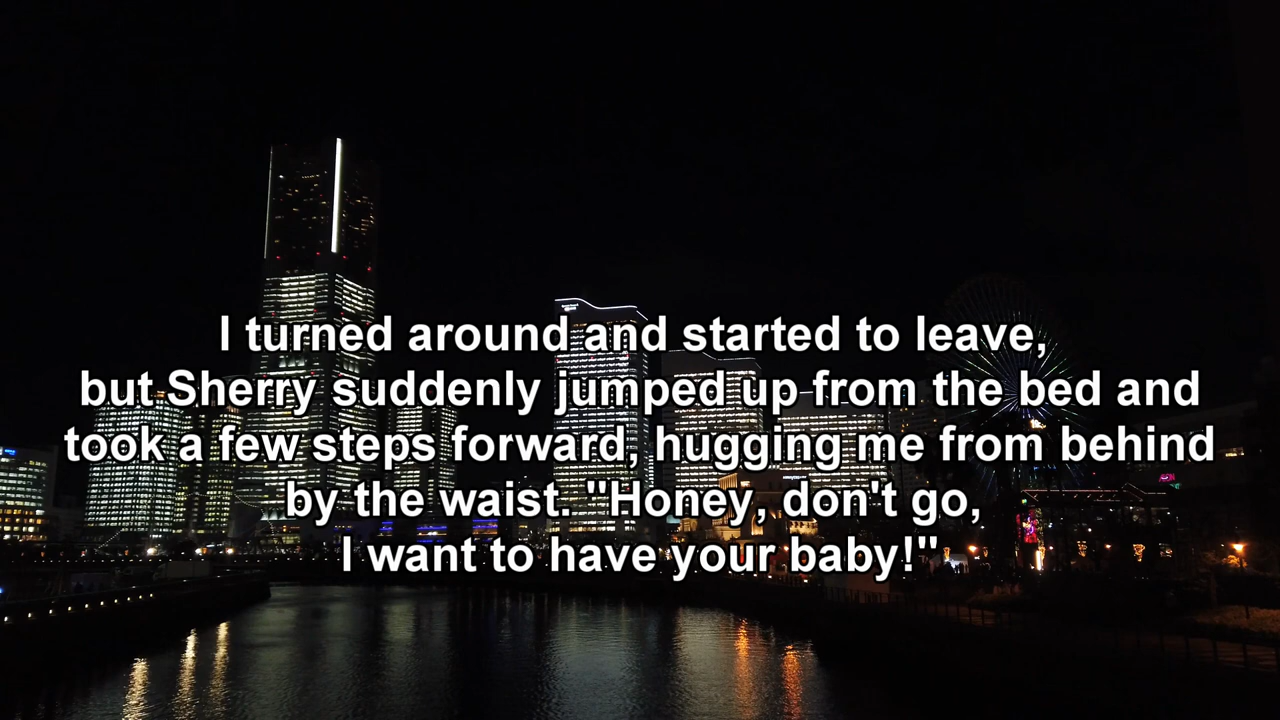 I turned around and started to leave,
but Sherry suddenly jumped up from the bed and
took a few steps forward, hugging me from behind
by the waist. "Honey, don't go,
I want to have your baby!"